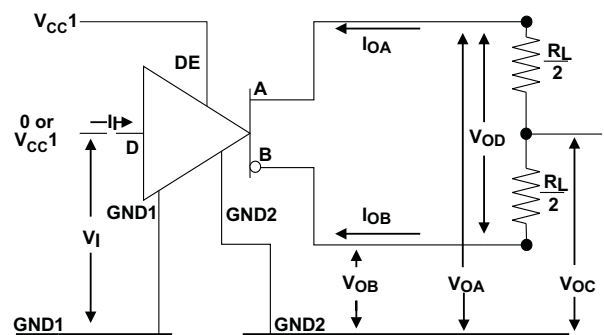 VCC1
DE
IOA
RL
2
A
0 or
VCC1
II
D
VOD
B
RL
2
GND1
GND2
IOB
VI
VOB
VOA
VOC
GND1
GND2